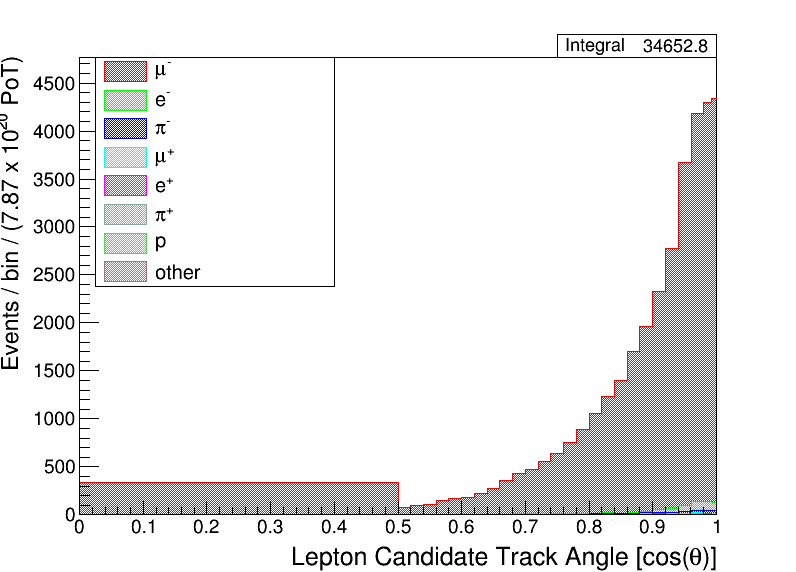 Integral 34652.8
μ-
e-
π-
μ+
e+
π+
p
other
Events / bin / (7.87 x 10^20 PoT)
4500
4000
3500
3000
2500
2000
1500
1000
500
0
0 0.1 0.2 0.3 0.4 0.5 0.6 0.7 0.8 0.9 1
Lepton Candidate Track Angle [cos(θ)]